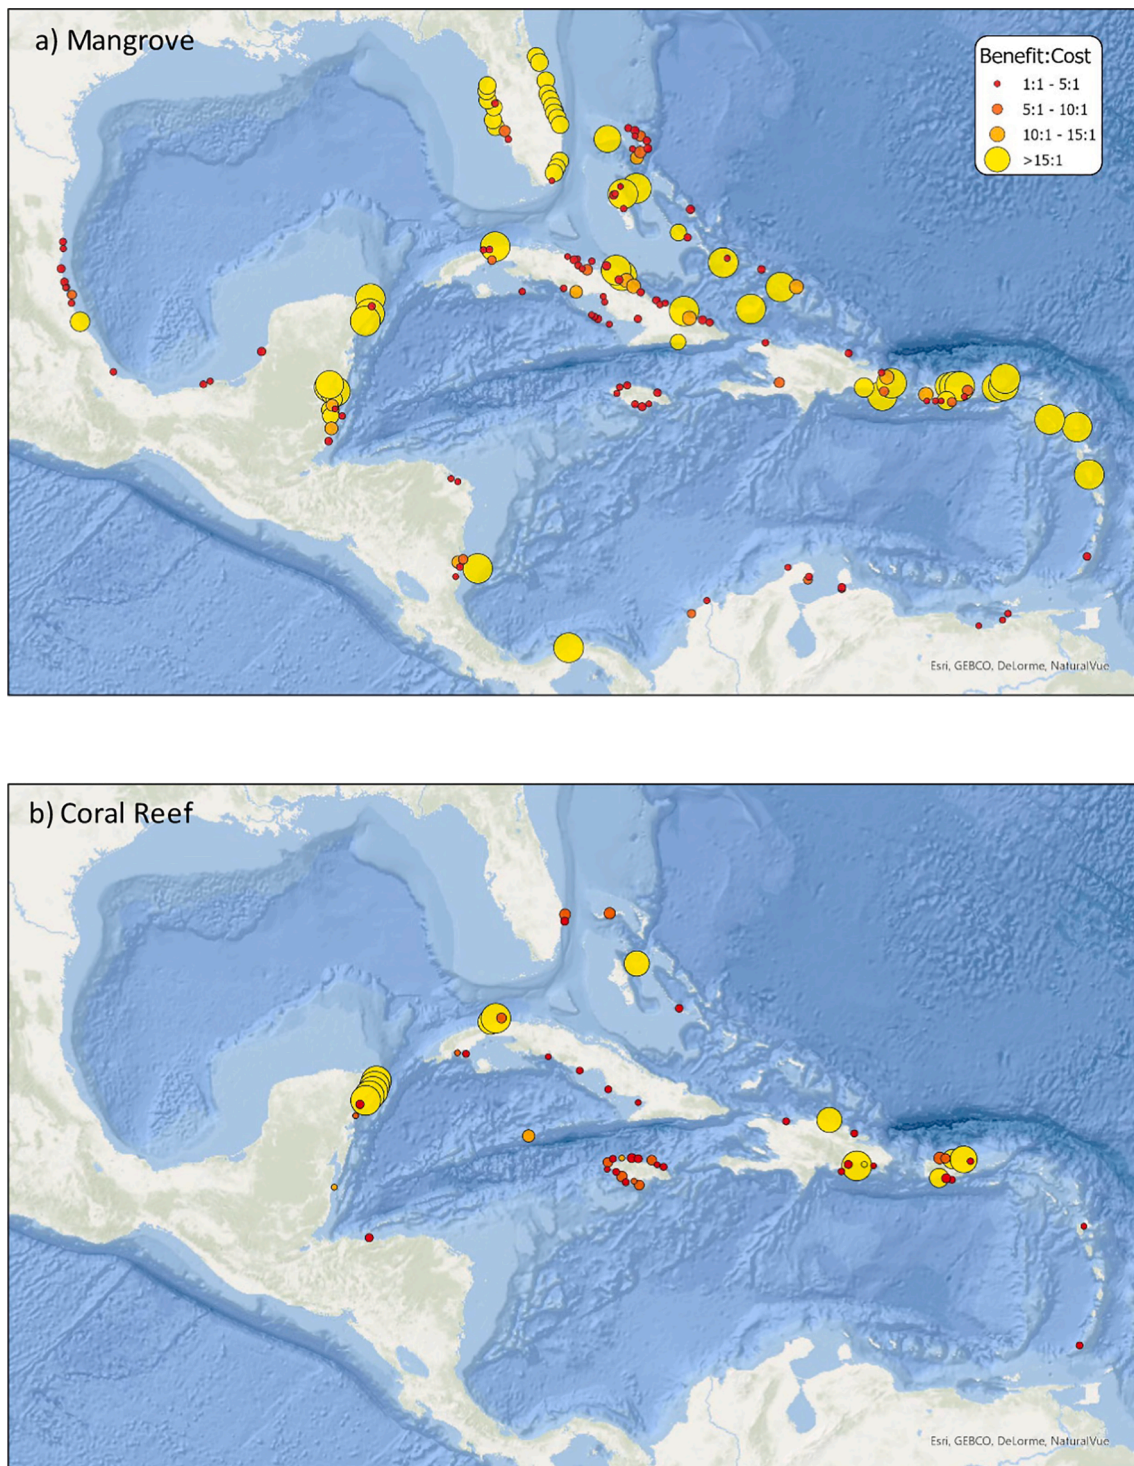 a) Mangrove
Benefit:Cost
1:1 - 5:1
5:1 - 10:1
10:1 - 15:1
>15:1
Esri, GEBCO, DeLorme, NaturalVue
b) Coral Reef
Esri, GEBCO, DeLorme, NaturalVue